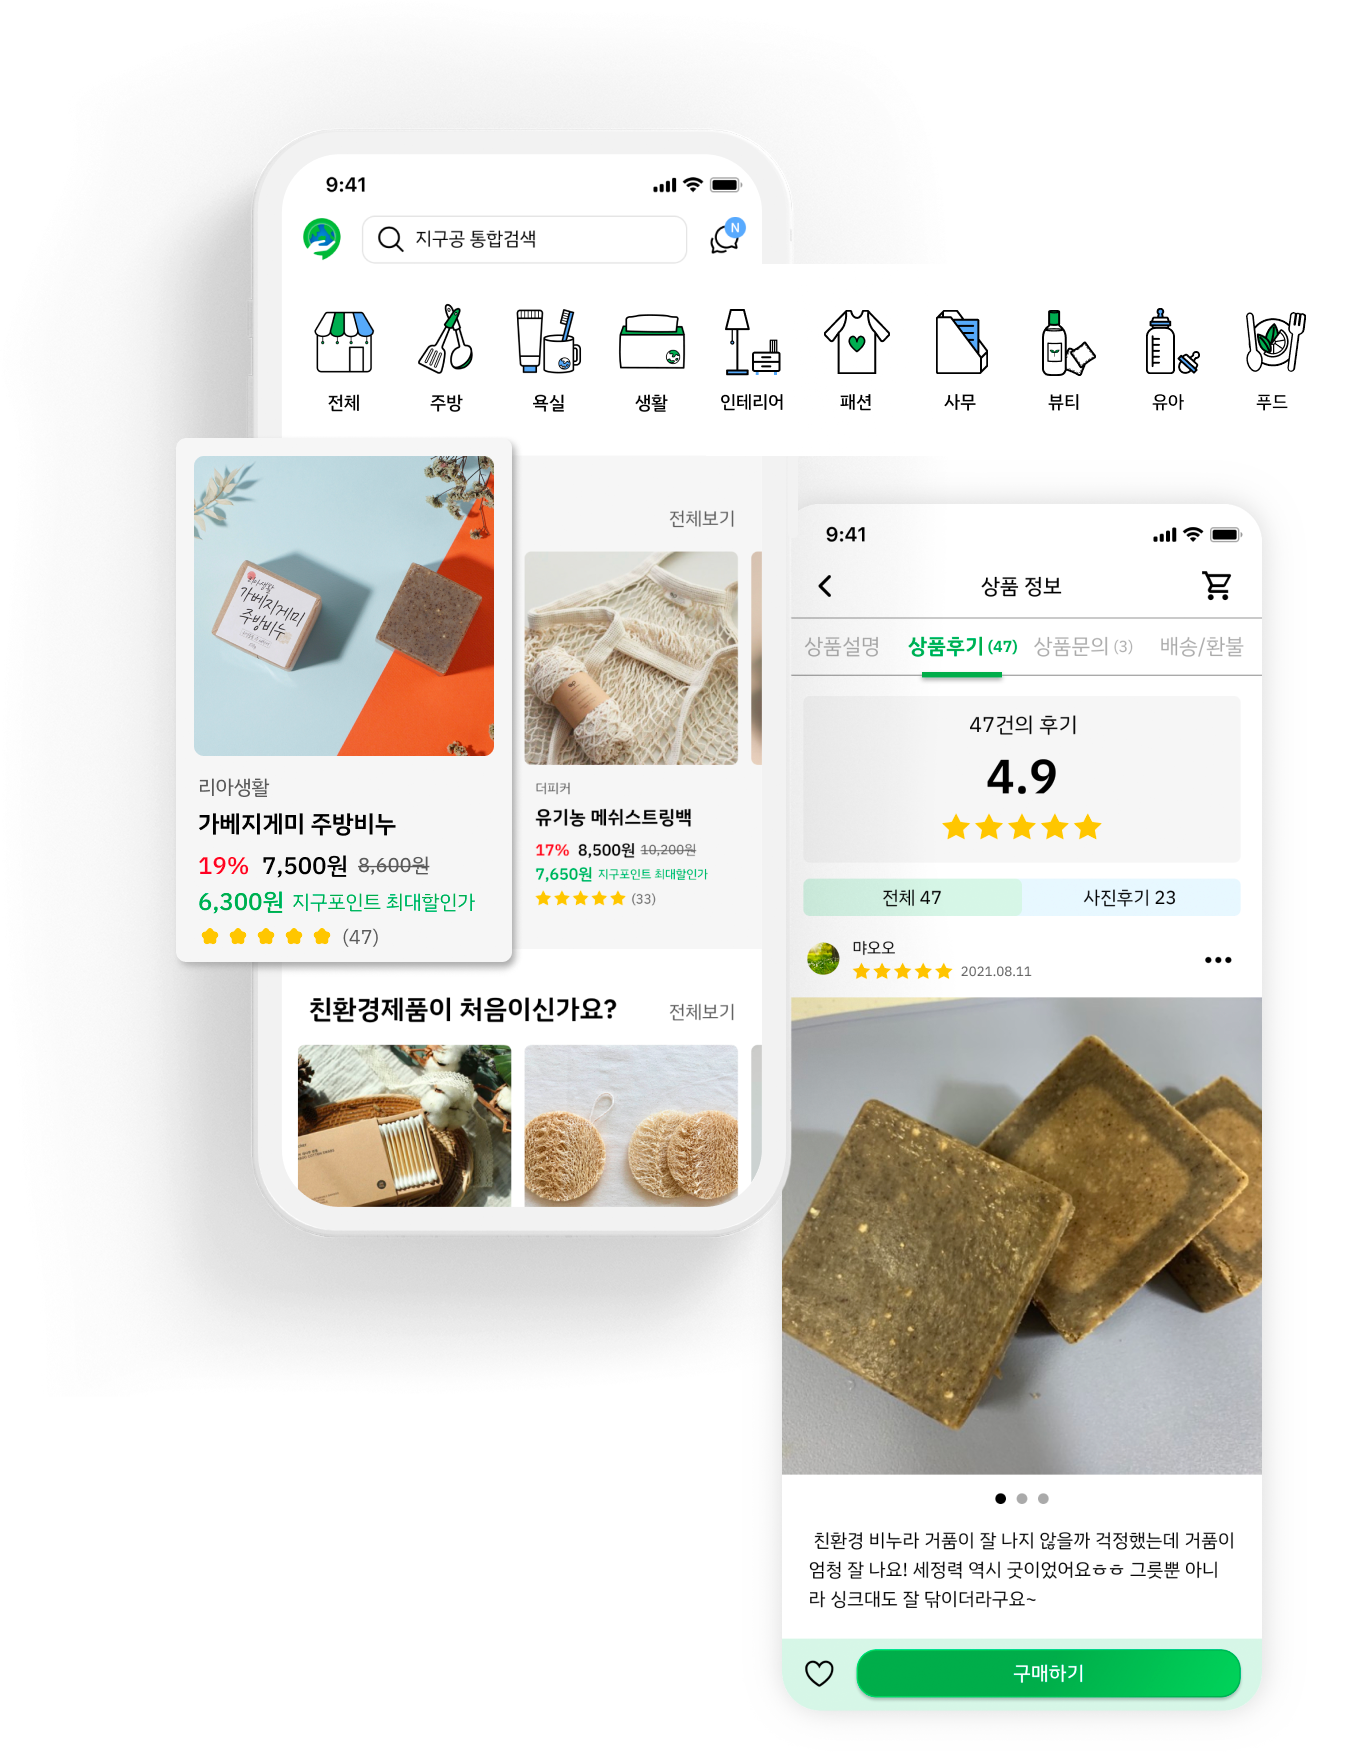 9:41
지구공 통합검색
N
전체
주방
욕실
생활
인테리어
패션
사무
뷰티
유아
푸드
리아생활
가베지게미
주방비누
리아생활
가베지게미 주방비누
19% 7,500원 8,600원
6,300원 지구포인트 최대할인가
(47)
전체보기
더피커
유기농 메쉬스트링백
17% 8,500원 10,200원
7,650원 지구포인트 최대할인가
(33)
친환경제품이 처음이신가요?
전체보기
9:41
상품 정보
상품설명
상품후기 (47)
상품문의 (3)
배송/환불
47건의 후기
4.9
전체 47
사진후기 23
먀오오
2021.08.11
친환경 비누라 거품이 잘 나지 않을까 걱정했는데 거품이
엄청 잘 나요! 세정력 역시 굿이었어요ㅎㅎ 그릇뿐 아니
라 싱크대도 잘 닦이더라구요~
구매하기